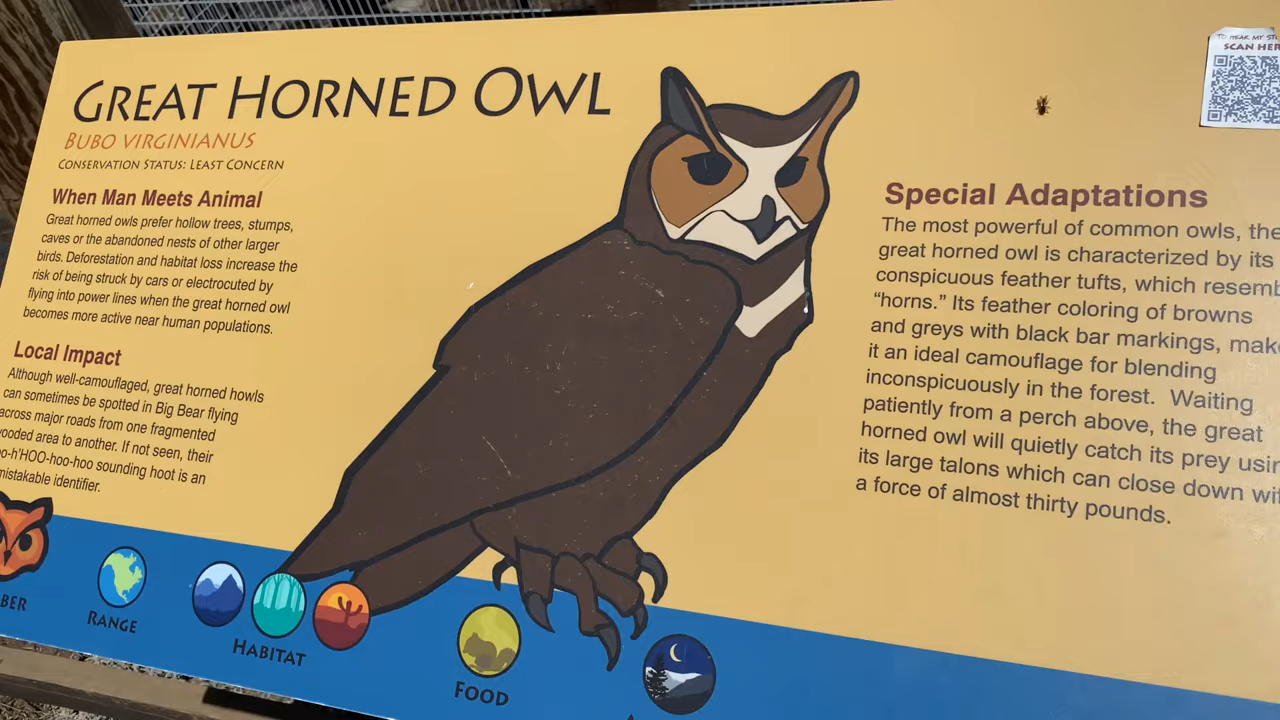 GREAT HORNED OWL
BUBO VIRGINIANUS
CONSERVATION STATUS: LEAST CONCERN
When Man Meets Animal
Great horned owls prefer hollow trees, stumps,
caves or the abandoned nests of other larger
birds. Deforestation and habitat loss increase the
risk of being struck by cars or electrocuted by
flying into power lines when the great horned owl
becomes more active near human populations.
Local Impact
Although well-camouflaged, great horned howls
can sometimes be spotted in Big Bear flying
across major roads from one fragmented
ooded area to another. If not seen, their
oo-h'HOO-hoo-hoo sounding hoot is an
mistakable identifier.
TO HEAR MY
SCAN HER
Special Adaptations
The most powerful of common owls, the
great horned owl is characterized by its
conspicuous feather tufts, which resemb
“horns.” Its feather coloring of browns
and greys with black bar markings, mak
it an ideal camouflage for blending
inconspicuously in the forest. Waiting
patiently from a perch above, the great
horned owl will quietly catch its prey usin
its large talons which can close down wit
a force of almost thirty pounds.
BER
RANGE
HABITAT
FOOD